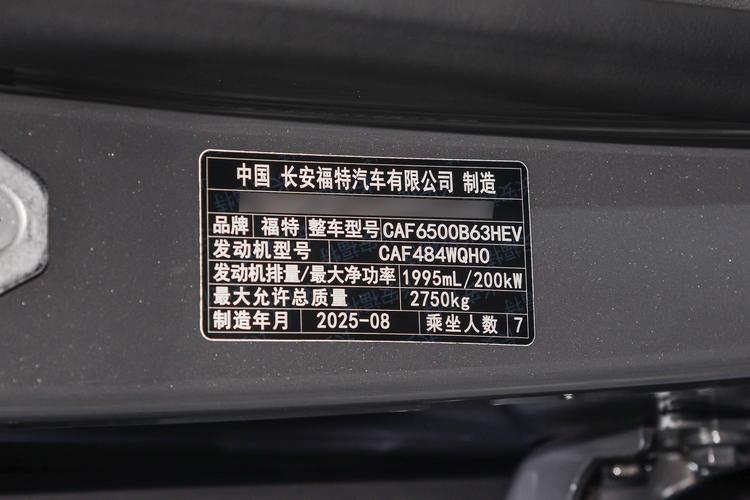 中国 长安福特汽车有限公司 制造
品牌 福特 整车型号 CAF6500B63HEV
发动机型号 CAF484WQH0
发动机排量/最大净功率 1995mL/200kW
最大允许总质量 2750kg
制造年月 2025-08 乘坐人数 7